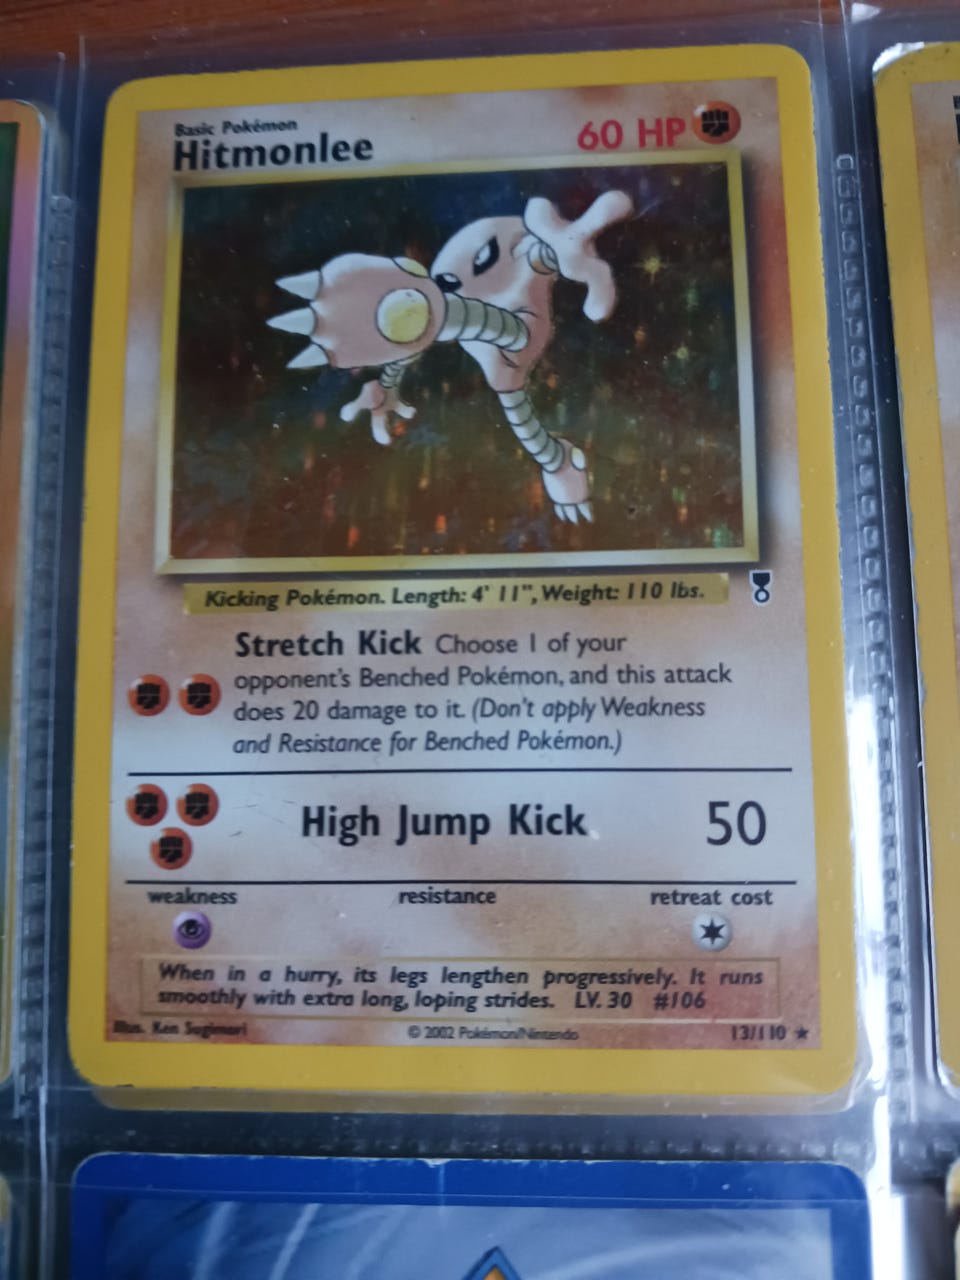 Basic Pokémon
Hitmonlee
60 HP
Kicking Pokémon. Length: 4' 11", Weight: 110 lbs.
Stretch Kick Choose 1 of your
opponent's Benched Pokémon, and this attack
does 20 damage to it. (Don't apply Weakness
and Resistance for Benched Pokémon.)
High Jump Kick 50
weakness resistance retreat cost
When in a hurry, its legs lengthen progressively. It runs
smoothly with extra long, loping strides. LV. 30 #106
Illus. Ken Sugimori © 2002 Pokémon/Nintendo 13/110 ★